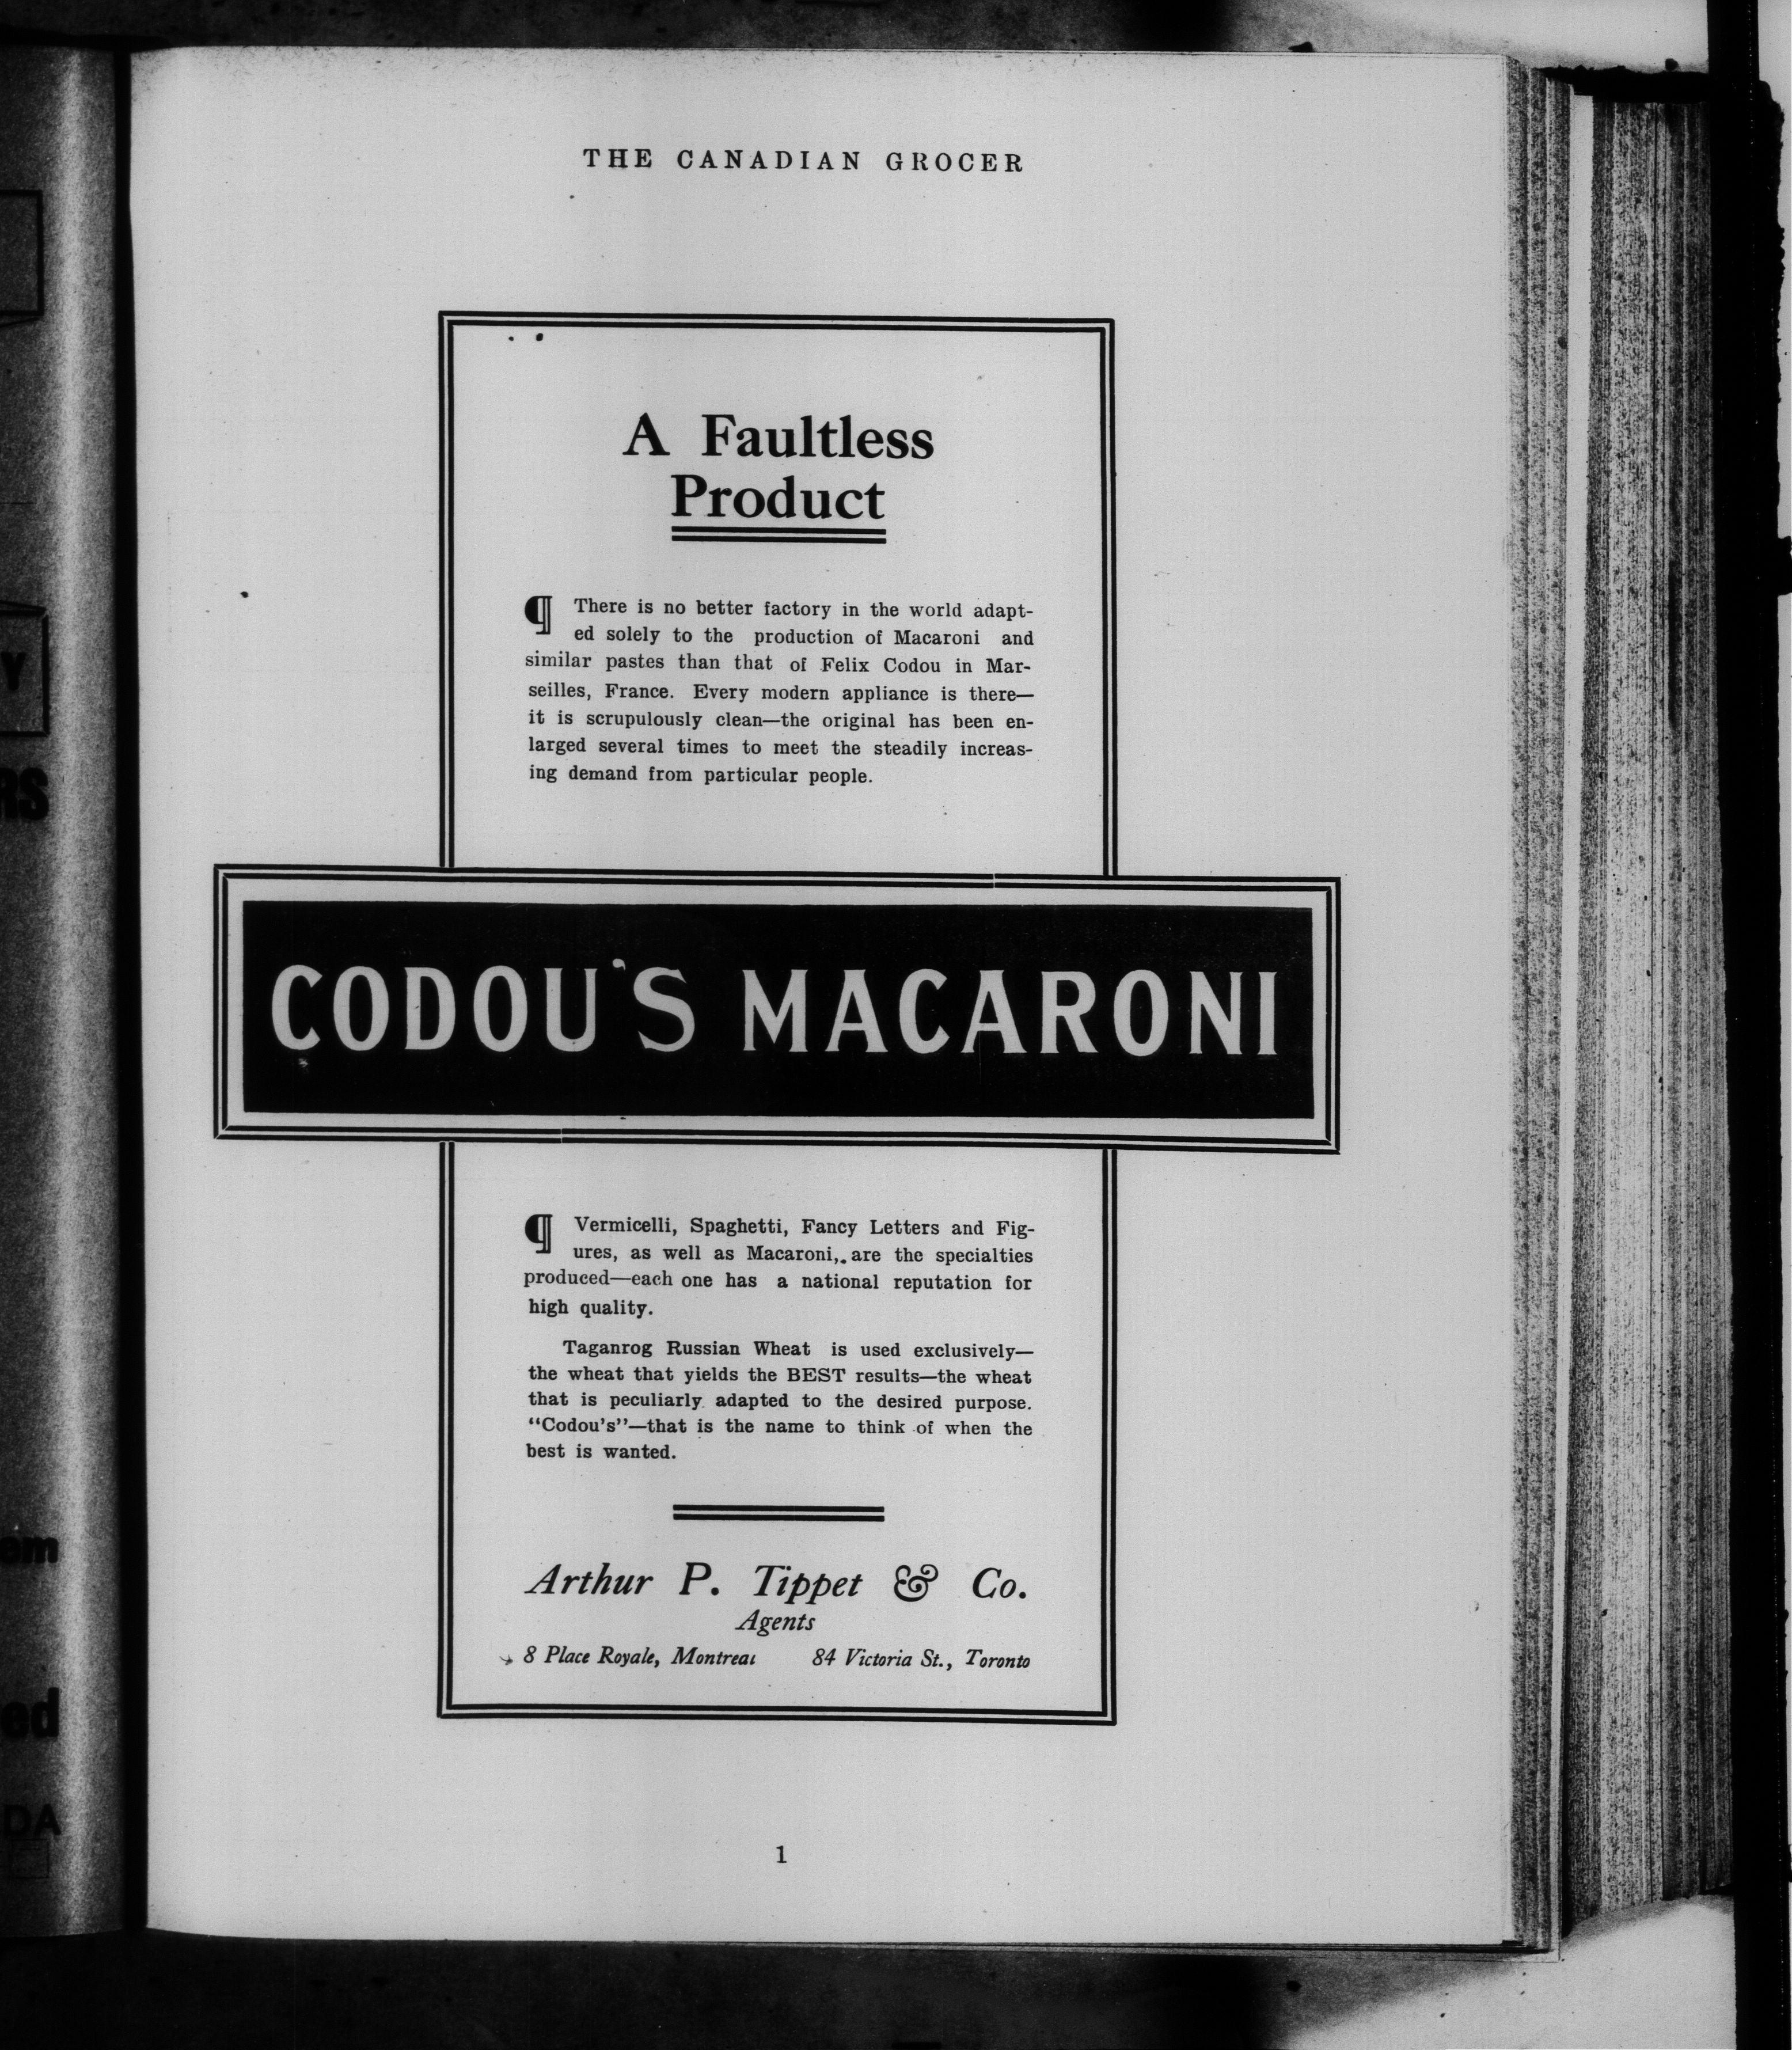 THE CANADIAN GROCER
A Faultless
Product
¶ There is no better factory in the world adapt-
ed solely to the production of Macaroni and
similar pastes than that of Felix Codou in Mar-
seilles, France. Every modern appliance is there—
it is scrupulously clean—the original has been en-
larged several times to meet the steadily increas-
ing demand from particular people.
CODOU'S MACARONI
¶ Vermicelli, Spaghetti, Fancy Letters and Fig-
ures, as well as Macaroni, are the specialties
produced—each one has a national reputation for
high quality.
Taganrog Russian Wheat is used exclusively—
the wheat that yields the BEST results—the wheat
that is peculiarly adapted to the desired purpose.
"Codou's"—that is the name to think of when the
best is wanted.
Arthur P. Tippet & Co.
Agents
8 Place Royale, Montreal 84 Victoria St., Toronto
1